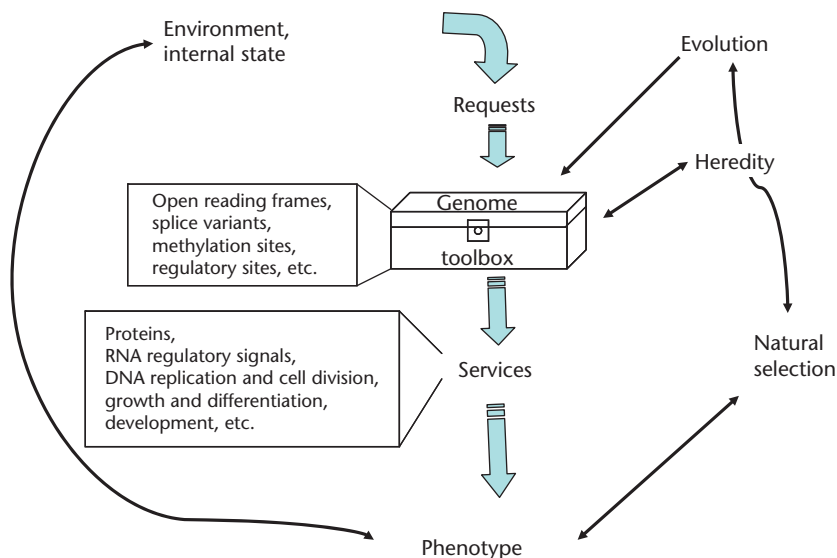 Environment,
internal state
Evolution
Requests
Heredity
Open reading frames,
splice variants,
methylation sites,
regulatory sites, etc.
Genome
toolbox
Proteins,
RNA regulatory signals,
DNA replication and cell division,
growth and differentiation,
development, etc.
Services
Natural
selection
Phenotype